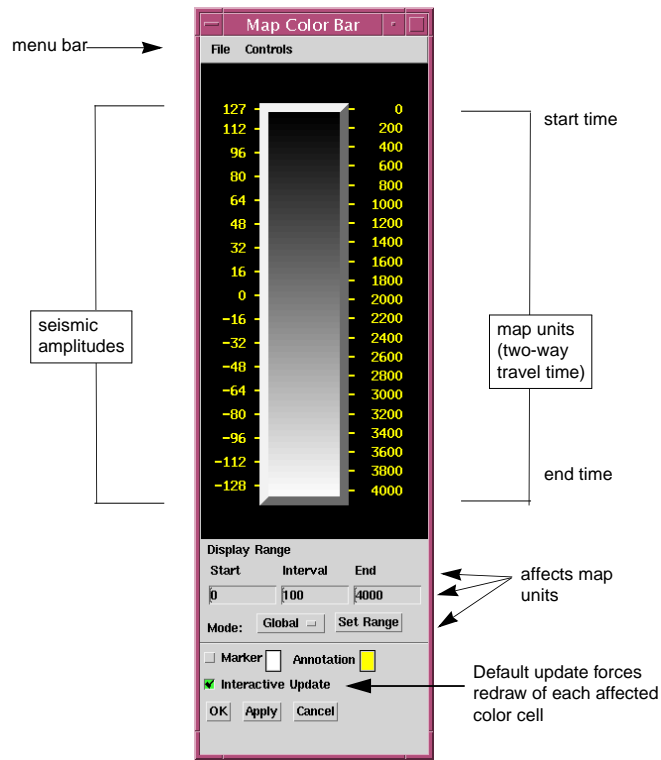 Map Color Bar
menu bar
File Controls
127 0
112 200
96 400
80 600
64 800
48 1000
32 1200
16 1400
0 1600
-16 1800
-32 2000
-48 2200
-64 2400
-80 2600
-96 2800
-112 3000
-128 3200
3400
3600
3800
4000
start time
seismic
amplitudes
map units
(two-way
travel time)
end time
Display Range
Start Interval End
0 100 4000
Mode: Global Set Range
affects map
units
Marker Annotation
Interactive Update
OK Apply Cancel
Default update forces
redraw of each affected
color cell